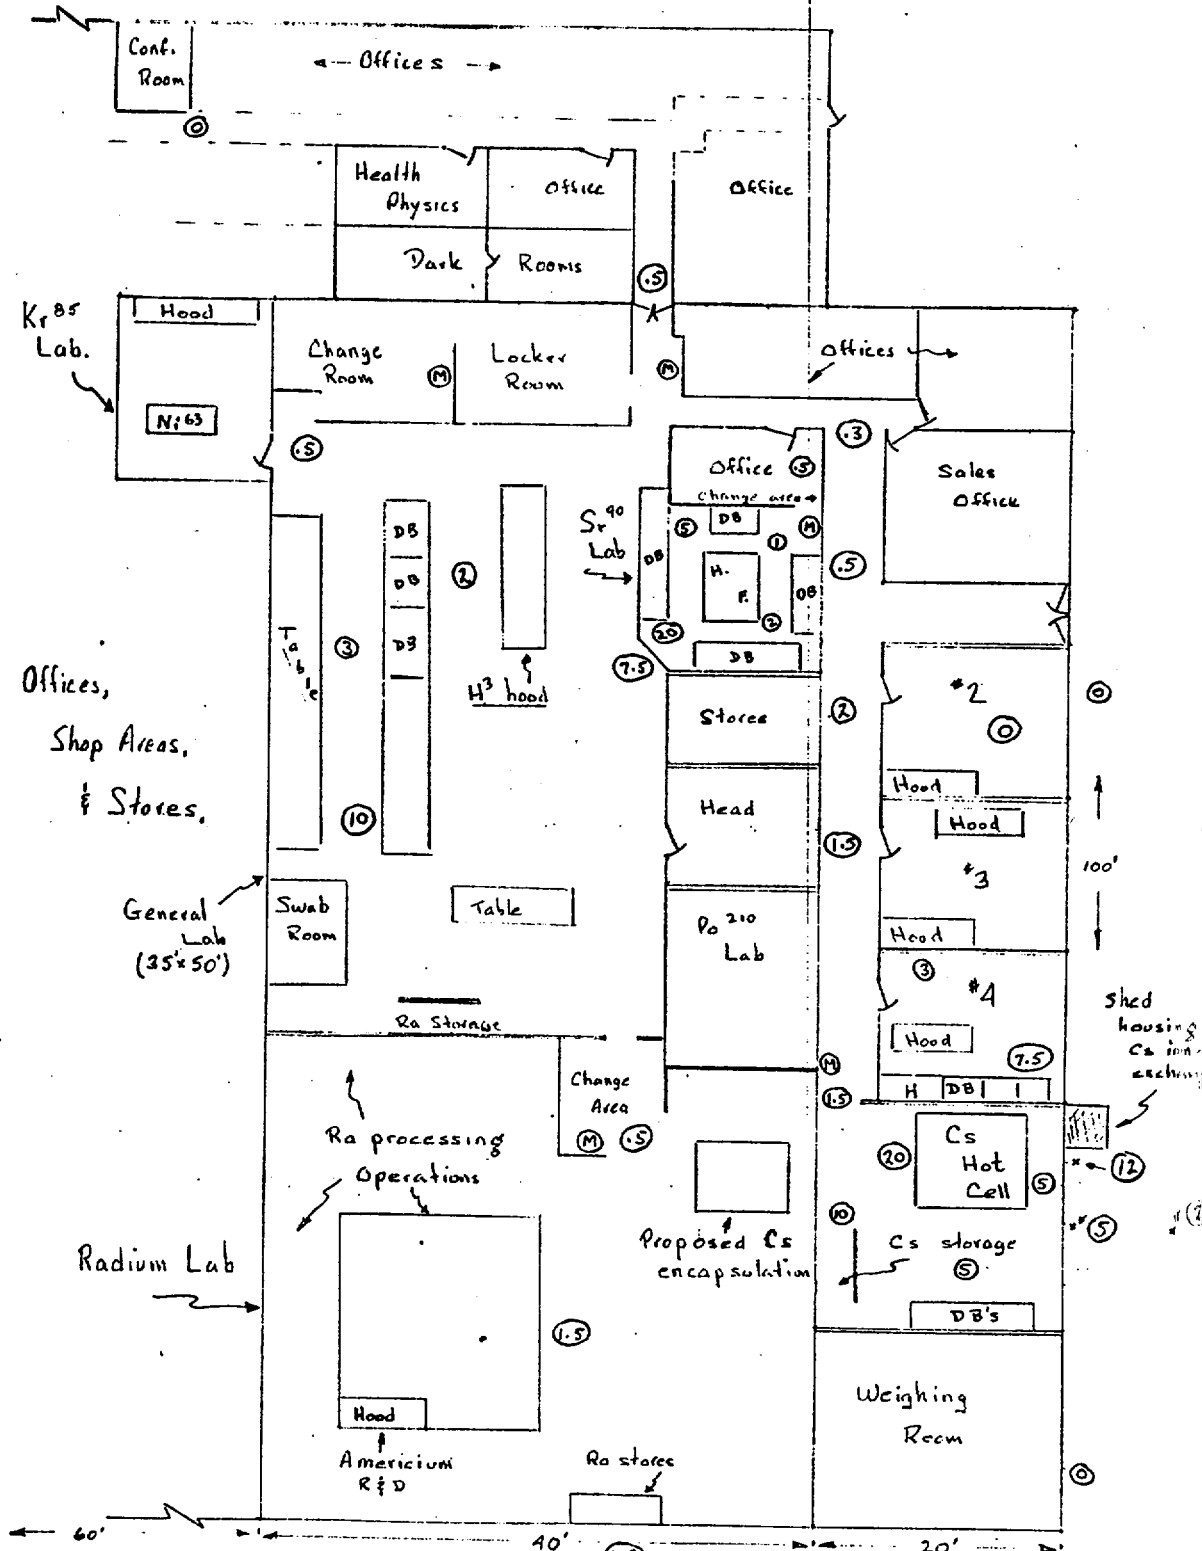 Conf.
Room
Offices
0
Health
Physics
Office
Office
Dark Rooms
.5
Kr85
Lab.
Hood
Ni63
Change
Room
M
Locker
Room
M
Offices
.5
.3
Office
.5
Change area
Sales
Office
Sr90
Lab
DB
DB
DB
DB
5
DB
M
1
H.
F.
DB
.5
2
2
20
DB
7.5
Table
3
H3 hood
Offices,
Shop Areas,
& Stores.
Stores
2
#2
0
0
Hood
10
Head
1.5
Hood
#3
100'
Hood
General
Lab
(35'x50')
Swab
Room
Table
Po210
Lab
3
#4
Hood
7.5
Shed
housing
Cs ion
Ra Storage
M
H
DB
1
1.5
Change
Area
M
.5
Ra processing
Operations
20
Cs
Hot
Cell
5
12
10
5
Proposed Cs
encapsulation
Cs storage
5
DB's
Radium Lab
1.5
Hood
Americium
R & D
Ra stores
Weighing
Room
0
60'
40'
20'